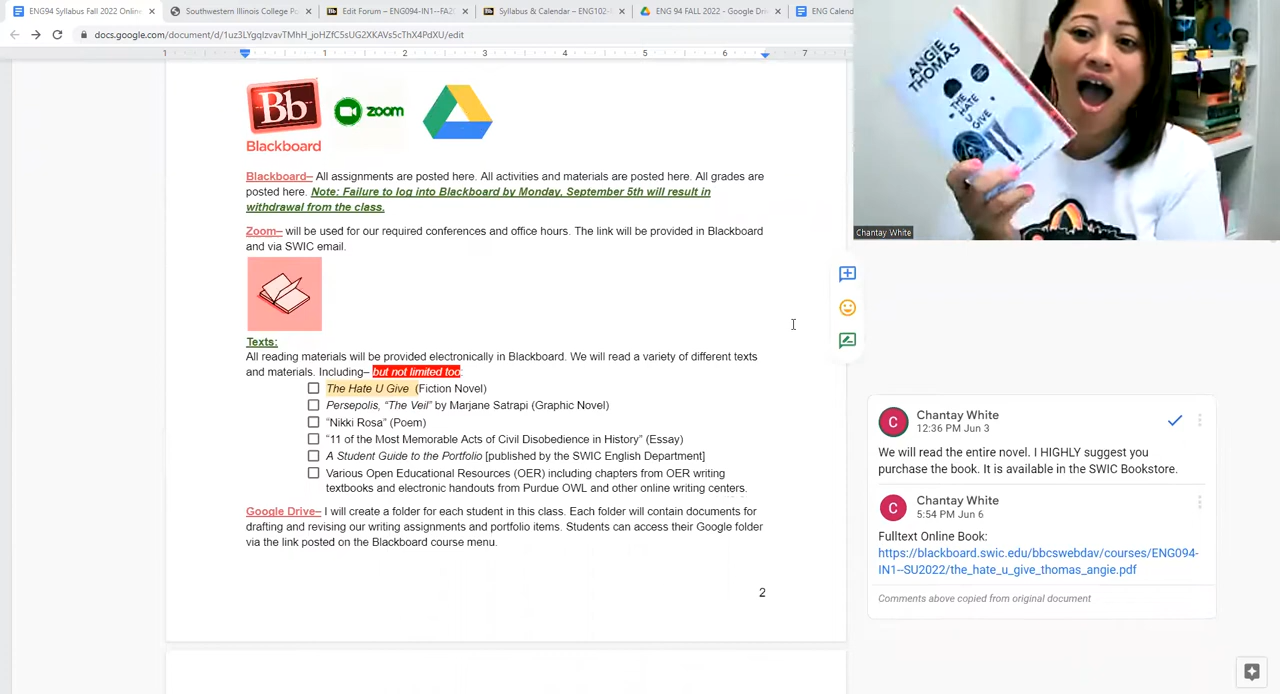 ENG94 Syllabus Fall 2022 Online
Southwestern Illinois College Po
Edit Forum – ENG094-IN1--FA20
Syllabus & Calendar – ENG102-
ENG 94 FALL 2022 - Google Dri
ENG Calend
docs.google.com/document/d/1uz3LYgqIzvavTMhH_joHZfC5sUG2XKAVs5cThX4PdXU/edit
1 1 2 3 4 5 6 7
Bb
Blackboard
zoom
Blackboard– All assignments are posted here. All activities and materials are posted here. All grades are
posted here. Note: Failure to log into Blackboard by Monday, September 5th will result in
withdrawal from the class.
Zoom– will be used for our required conferences and office hours. The link will be provided in Blackboard
and via SWIC email.
Texts:
All reading materials will be provided electronically in Blackboard. We will read a variety of different texts
and materials. Including– but not limited too:
The Hate U Give (Fiction Novel)
Persepolis, “The Veil” by Marjane Satrapi (Graphic Novel)
“Nikki Rosa” (Poem)
“11 of the Most Memorable Acts of Civil Disobedience in History” (Essay)
A Student Guide to the Portfolio [published by the SWIC English Department]
Various Open Educational Resources (OER) including chapters from OER writing
textbooks and electronic handouts from Purdue OWL and other online writing centers.
Google Drive– I will create a folder for each student in this class. Each folder will contain documents for
drafting and revising our writing assignments and portfolio items. Students can access their Google folder
via the link posted on the Blackboard course menu.
2
ANGIE
THOMAS
THE
HATE
U
GIVE
Chantay White
Chantay White
12:36 PM Jun 3
We will read the entire novel. I HIGHLY suggest you
purchase the book. It is available in the SWIC Bookstore.
Chantay White
5:54 PM Jun 6
Fulltext Online Book:
https://blackboard.swic.edu/bbcswebdav/courses/ENG094-
IN1--SU2022/the_hate_u_give_thomas_angie.pdf
Comments above copied from original document